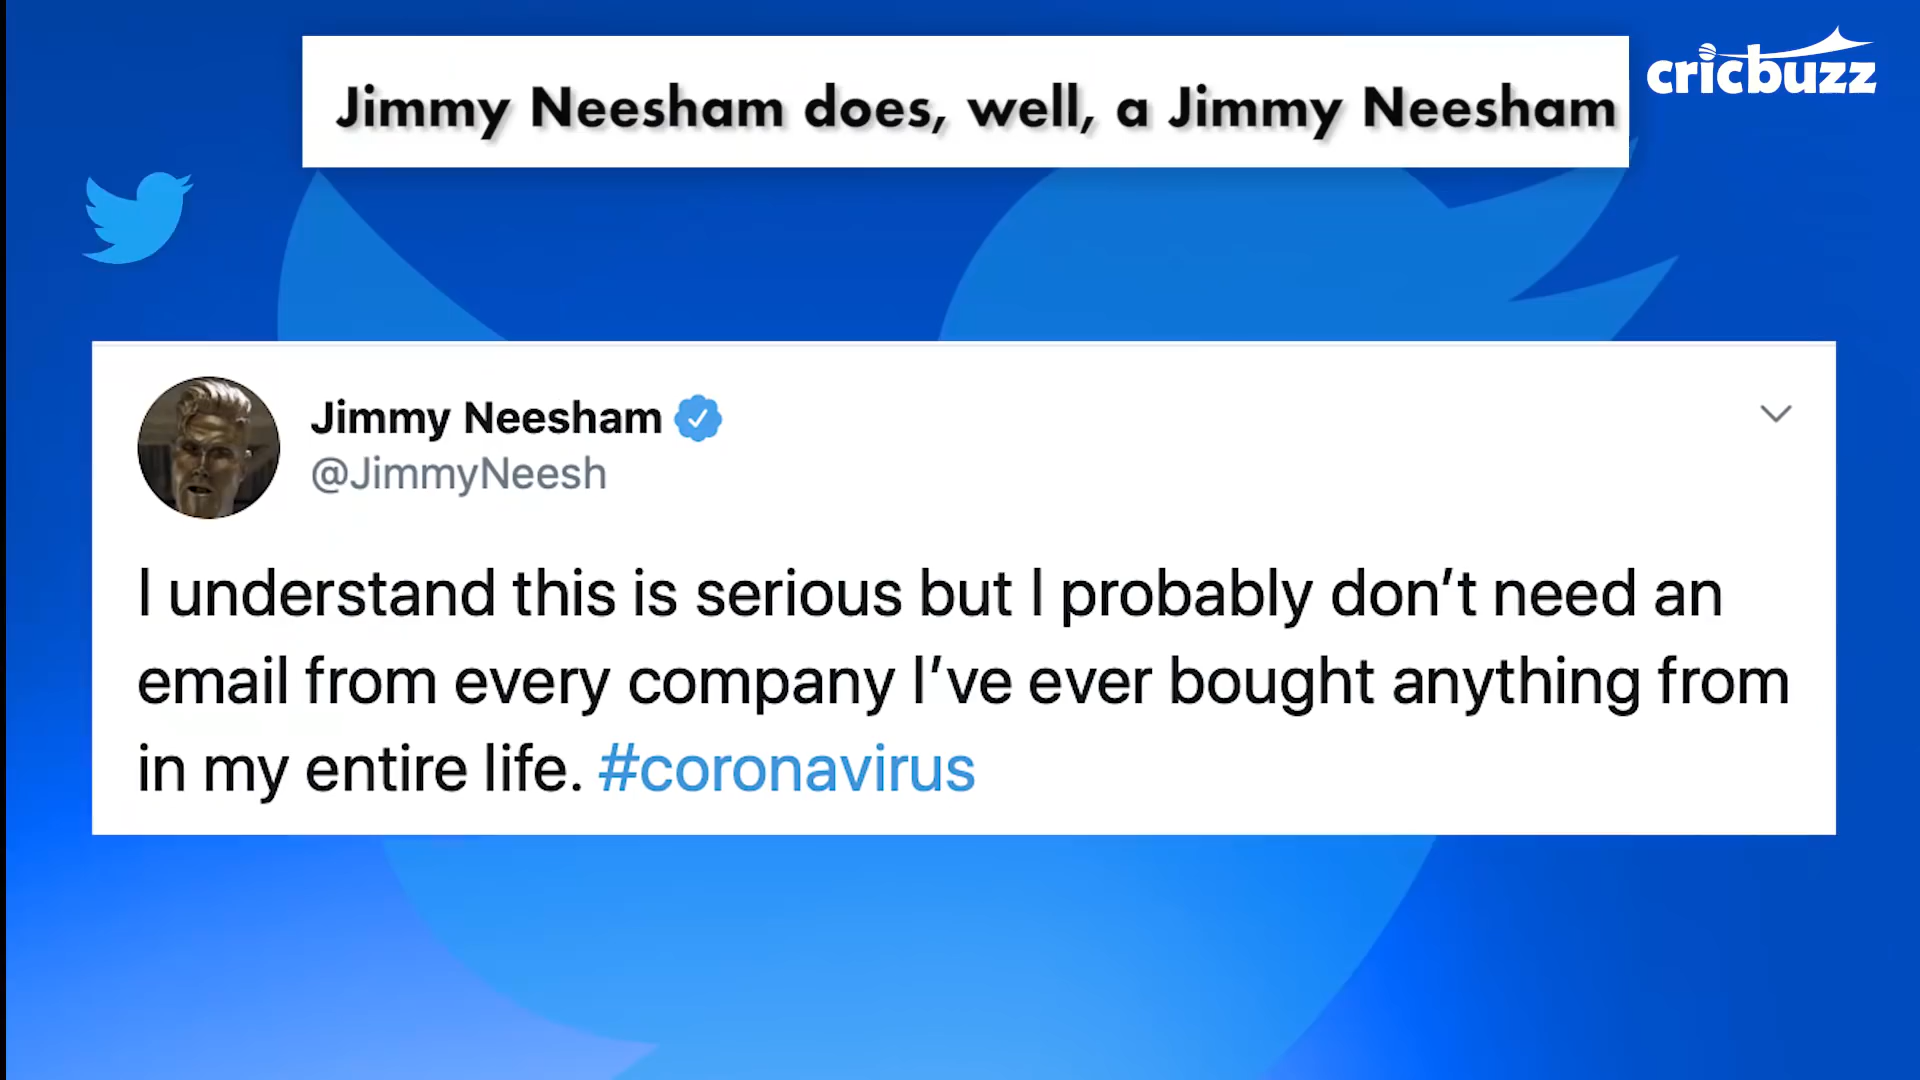 cricbuzz
Jimmy Neesham does, well, a Jimmy Neesham
Jimmy Neesham
@JimmyNeesh
I understand this is serious but I probably don’t need an
email from every company I’ve ever bought anything from
in my entire life. #coronavirus